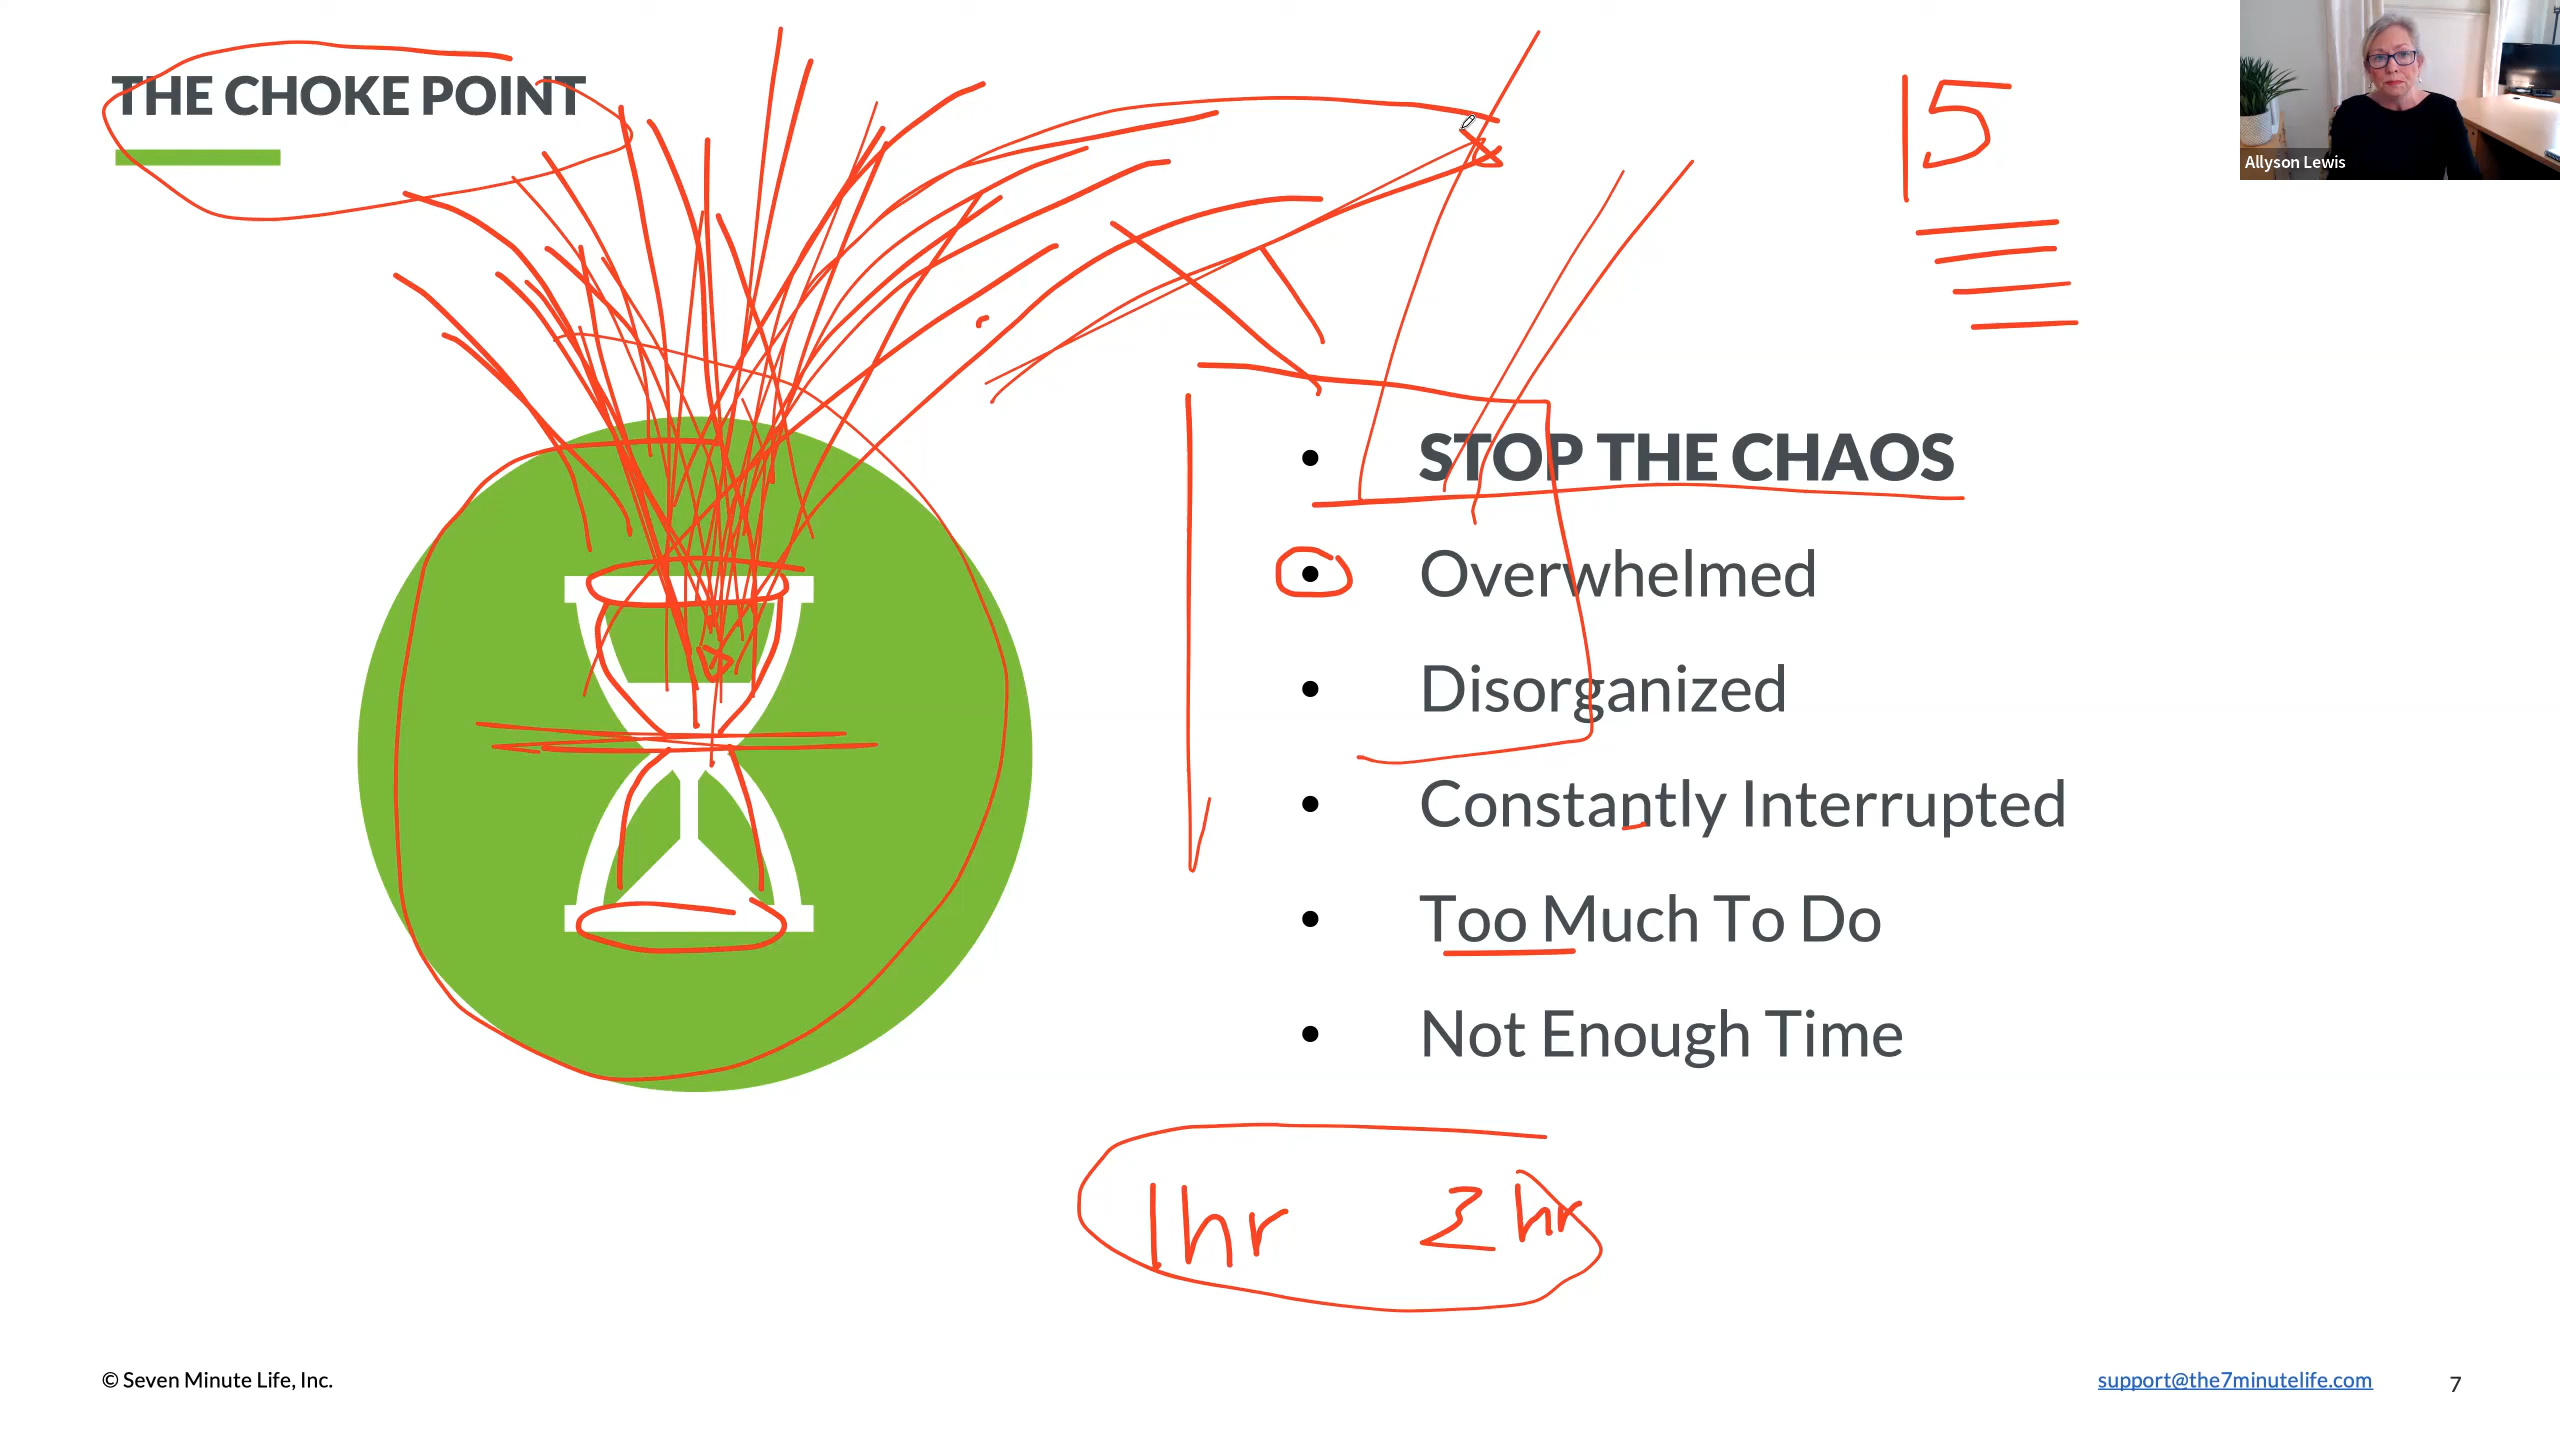 THE CHOKE POINT
15
Allyson Lewis
• STOP THE CHAOS
• Overwhelmed
• Disorganized
• Constantly Interrupted
• Too Much To Do
• Not Enough Time
1hr 2hr
© Seven Minute Life, Inc.
support@the7minutelife.com
7